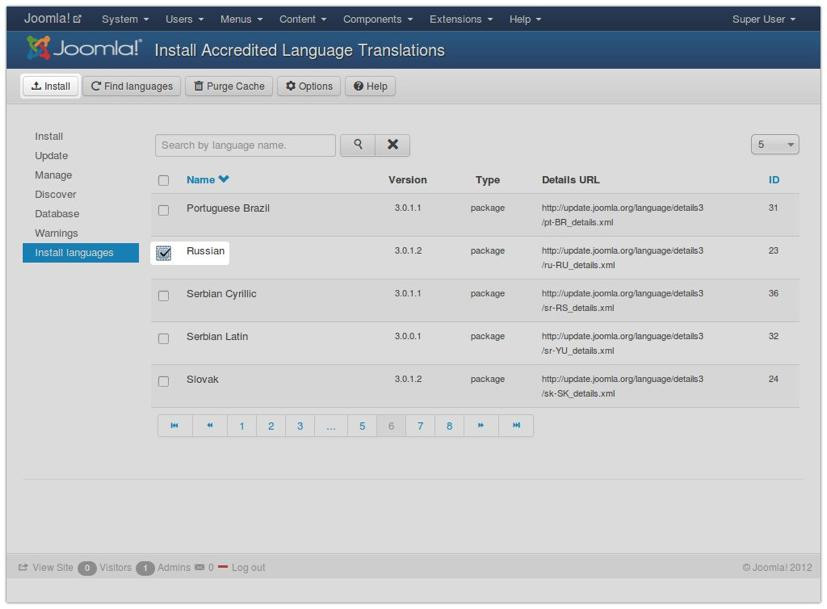 Joomla! System Users Menus Content Components Extensions Help Super User
Joomla! Install Accredited Language Translations
Install Find languages Purge Cache Options Help
Install
Update
Manage
Discover
Database
Warnings
Install languages
Search by language name. 5
Name Version Type Details URL ID
Portuguese Brazil 3.0.1.1 package http://update.joomla.org/language/details3 31
/pt-BR_details.xml
Russian 3.0.1.2 package http://update.joomla.org/language/details3 23
/ru-RU_details.xml
Serbian Cyrillic 3.0.1.1 package http://update.joomla.org/language/details3 36
/sr-RS_details.xml
Serbian Latin 3.0.0.1 package http://update.joomla.org/language/details3 32
/sr-YU_details.xml
Slovak 3.0.1.2 package http://update.joomla.org/language/details3 24
/sk-SK_details.xml
1 2 3 ... 5 6 7 8
View Site 0 Visitors 1 Admins 0 Log out © Joomla! 2012